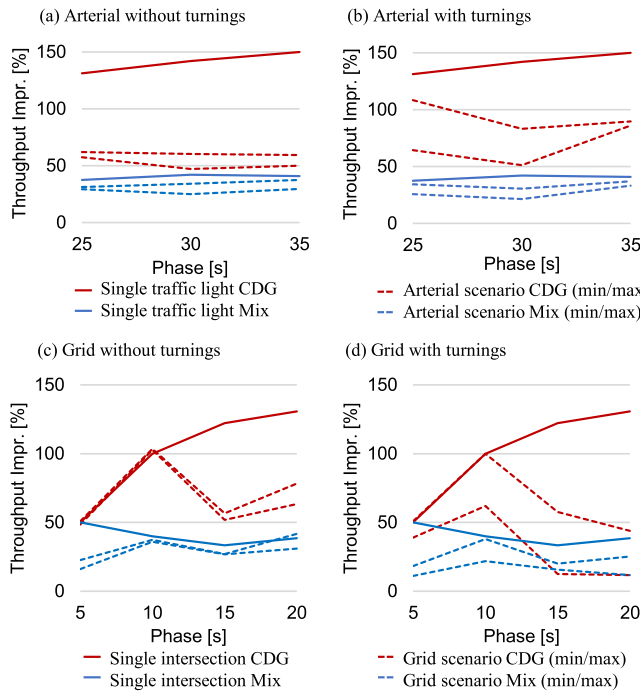 (a) Arterial without turnings
(b) Arterial with turnings
Throughput Impr. [%]
150
100
50
0
25
30
35
Phase [s]
Throughput Impr. [%]
150
100
50
0
25
30
35
Phase [s]
Single traffic light CDG
Single traffic light Mix
Arterial scenario CDG (min/max)
Arterial scenario Mix (min/max)
(c) Grid without turnings
(d) Grid with turnings
Throughput Impr. [%]
150
100
50
0
5
10
15
20
Phase [s]
Throughput Impr. [%]
150
100
50
0
5
10
15
20
Phase [s]
Single intersection CDG
Single intersection Mix
Grid scenario CDG (min/max)
Grid scenario Mix (min/max)